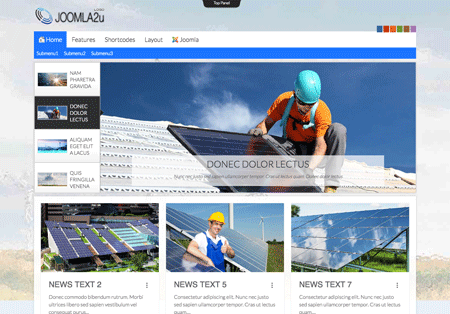 Top Panel
JOOMLA2u
Home Features Shortcodes Layout Joomla
Submenu1 Submenu2 Submenu3
NAM
PHARETRA
GRAVIDA
DONEC
DOLOR
LECTUS
ALIQUAM
EGET ELIT
A LACUS
QUIS
FRINGILLA
VENENA
DONEC DOLOR LECTUS
Nunc nec justo sed sapien ullamcorper tempor. Cras ut lectus quam. Donec dolor lectus
NEWS TEXT 2
Donec commodo bibendum rutrum. Morbi
ultrices libero sed sapien vestibulum vel
consequat purus...
NEWS TEXT 5
Consectetur adipiscing elit. Nunc nec justo
sed sapien ullamcorper tempor. Cras ut
lectus quam...
NEWS TEXT 7
Consectetur adipiscing elit. Nunc nec justo
sed sapien ullamcorper tempor. Cras ut
lectus quam...